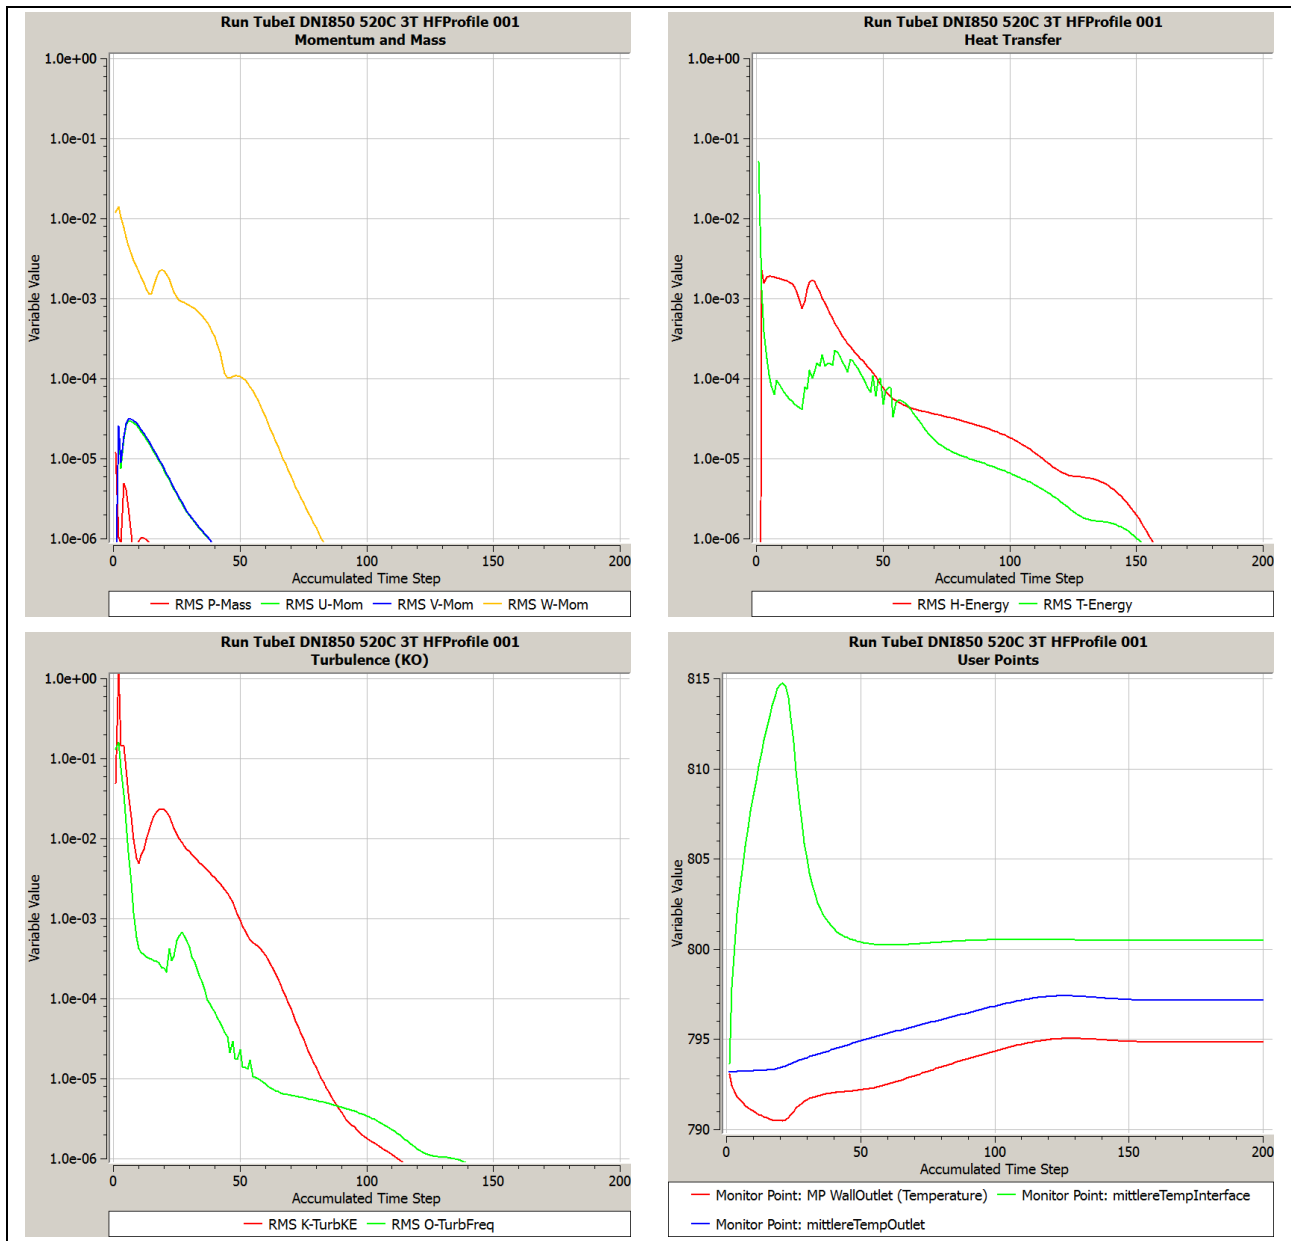 Run TubeI DNI850 520C 3T HFProfile 001
Momentum and Mass
1.0e+00
1.0e-01
1.0e-02
1.0e-03
1.0e-04
1.0e-05
1.0e-06
Variable Value
0 50 100 150 200
Accumulated Time Step
RMS P-Mass RMS U-Mom RMS V-Mom RMS W-Mom
Run TubeI DNI850 520C 3T HFProfile 001
Heat Transfer
1.0e+00
1.0e-01
1.0e-02
1.0e-03
1.0e-04
1.0e-05
1.0e-06
Variable Value
0 50 100 150 200
Accumulated Time Step
RMS H-Energy RMS T-Energy
Run TubeI DNI850 520C 3T HFProfile 001
Turbulence (KO)
1.0e+00
1.0e-01
1.0e-02
1.0e-03
1.0e-04
1.0e-05
1.0e-06
Variable Value
0 50 100 150 200
Accumulated Time Step
RMS K-TurbKE RMS O-TurbFreq
Run TubeI DNI850 520C 3T HFProfile 001
User Points
815
810
805
800
795
790
Variable Value
0 50 100 150 200
Accumulated Time Step
Monitor Point: MP WallOutlet (Temperature) Monitor Point: mittlereTempInterface
Monitor Point: mittlereTempOutlet